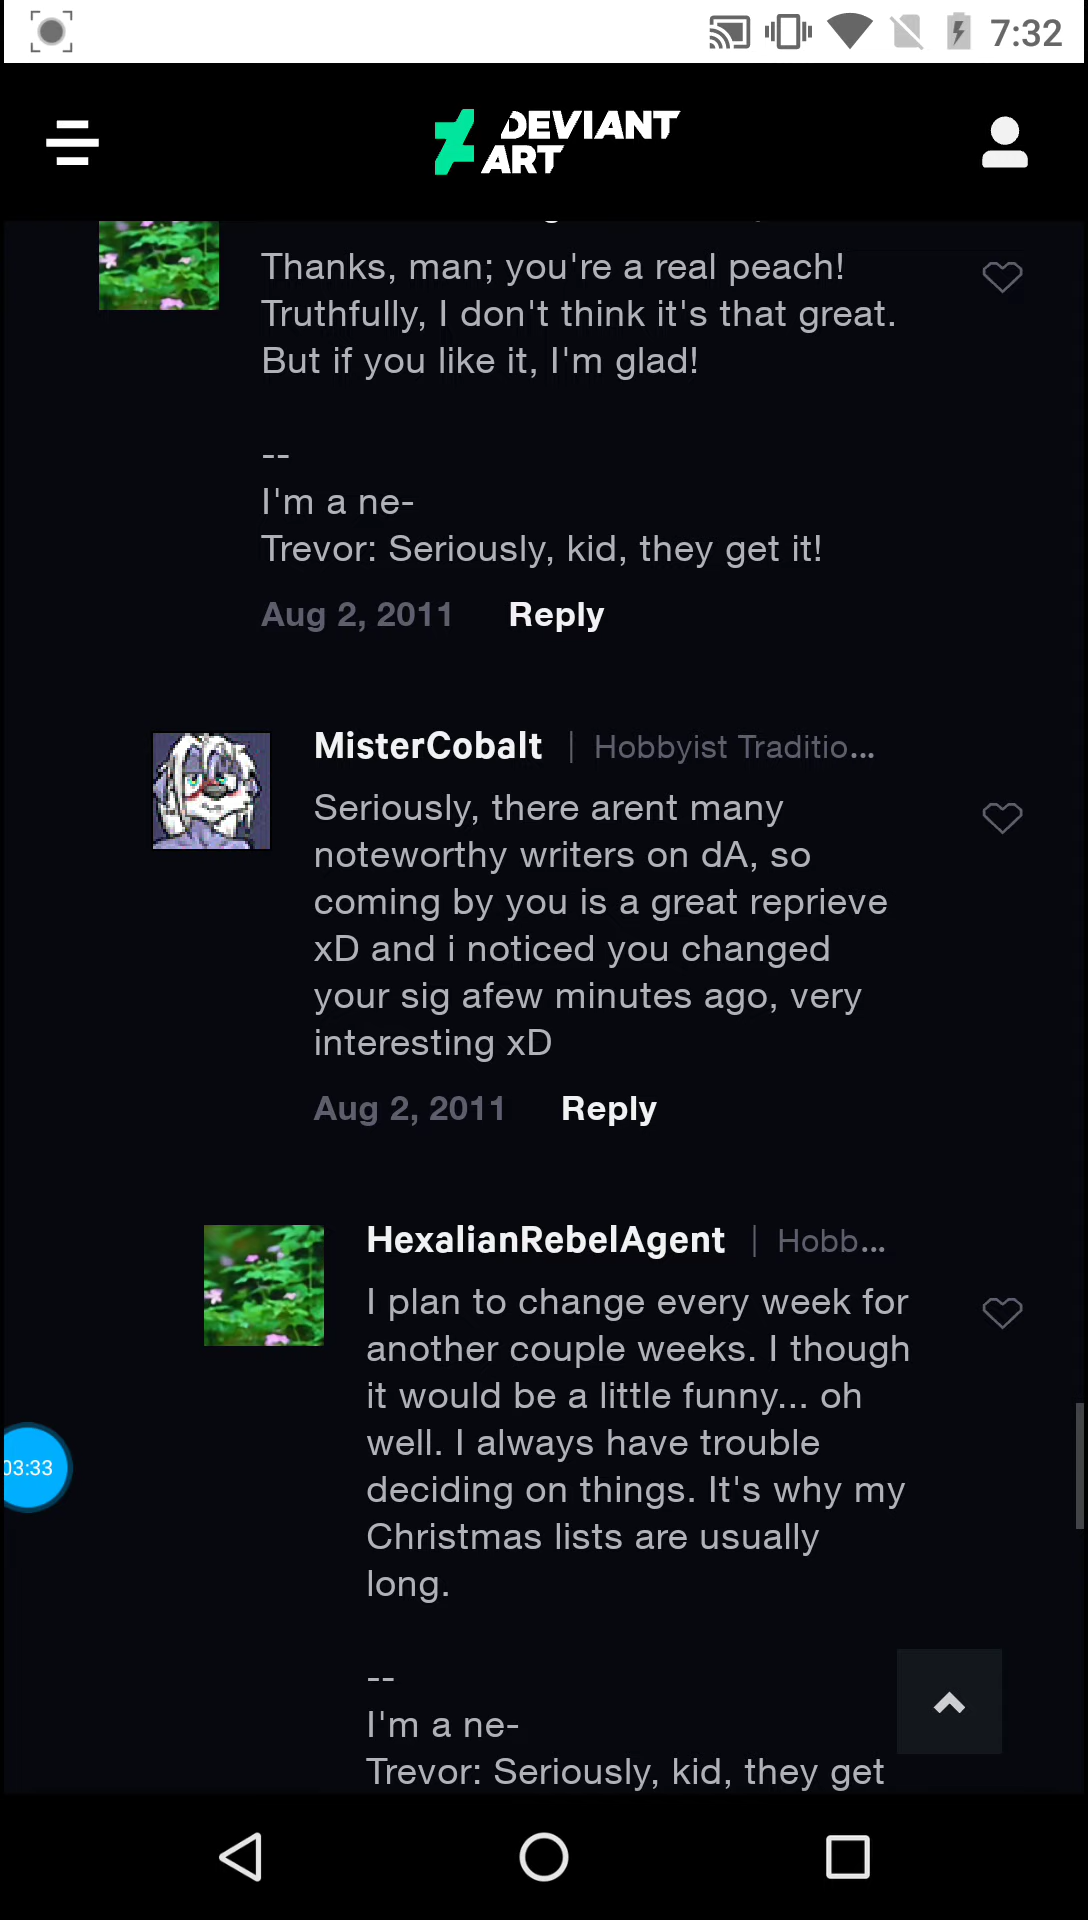 7:32
DEVIANT
ART
Thanks, man; you're a real peach!
Truthfully, I don't think it's that great.
But if you like it, I'm glad!
--
I'm a ne-
Trevor: Seriously, kid, they get it!
Aug 2, 2011 Reply
MisterCobalt | Hobbyist Traditio...
Seriously, there arent many
noteworthy writers on dA, so
coming by you is a great reprieve
xD and i noticed you changed
your sig afew minutes ago, very
interesting xD
Aug 2, 2011 Reply
HexalianRebelAgent | Hobb...
I plan to change every week for
another couple weeks. I though
it would be a little funny... oh
well. I always have trouble
03:33
deciding on things. It's why my
Christmas lists are usually
long.
--
I'm a ne-
Trevor: Seriously, kid, they get